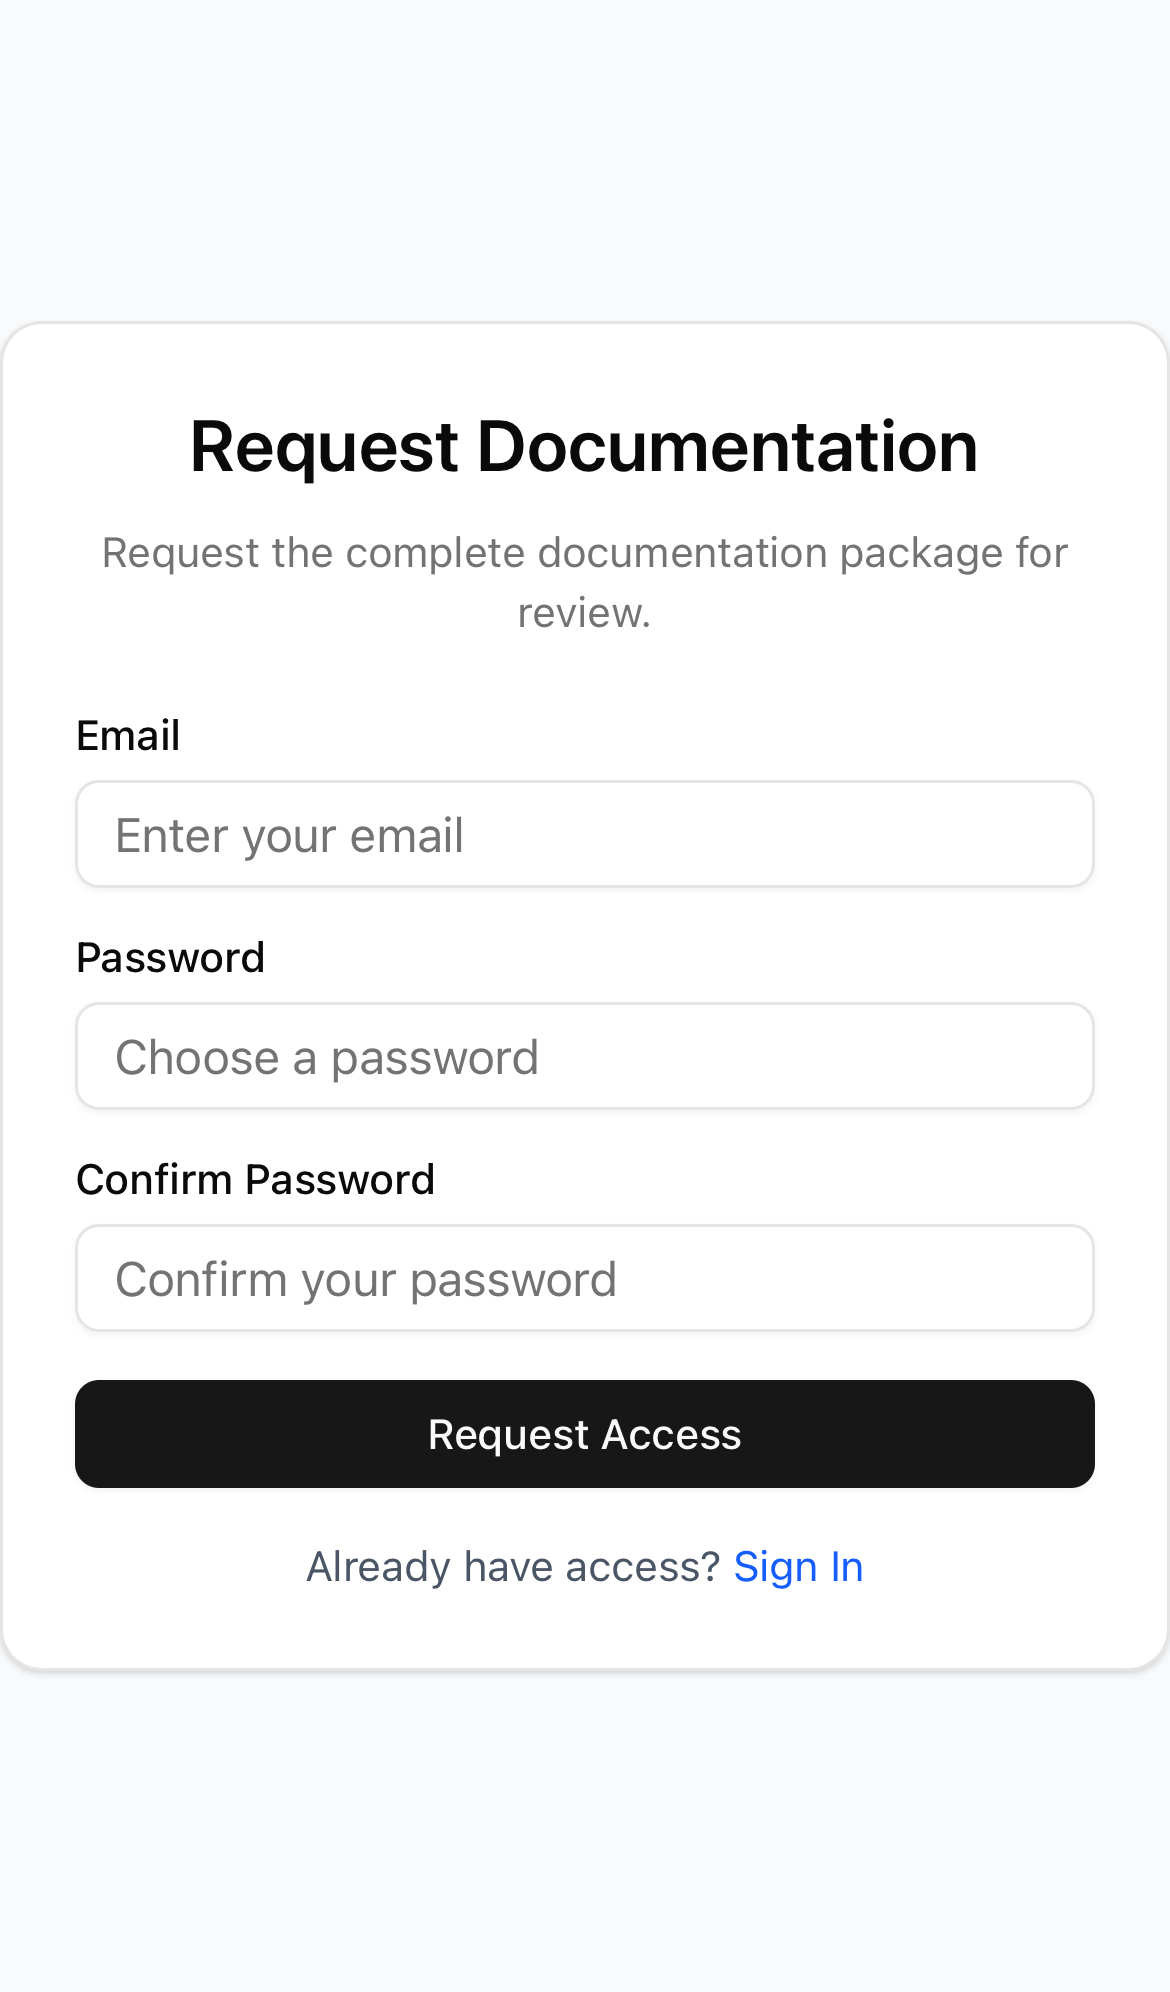 Request Documentation
Request the complete documentation package for
review.
Email
Enter your email
Password
Choose a password
Confirm Password
Confirm your password
Request Access
Already have access? Sign In